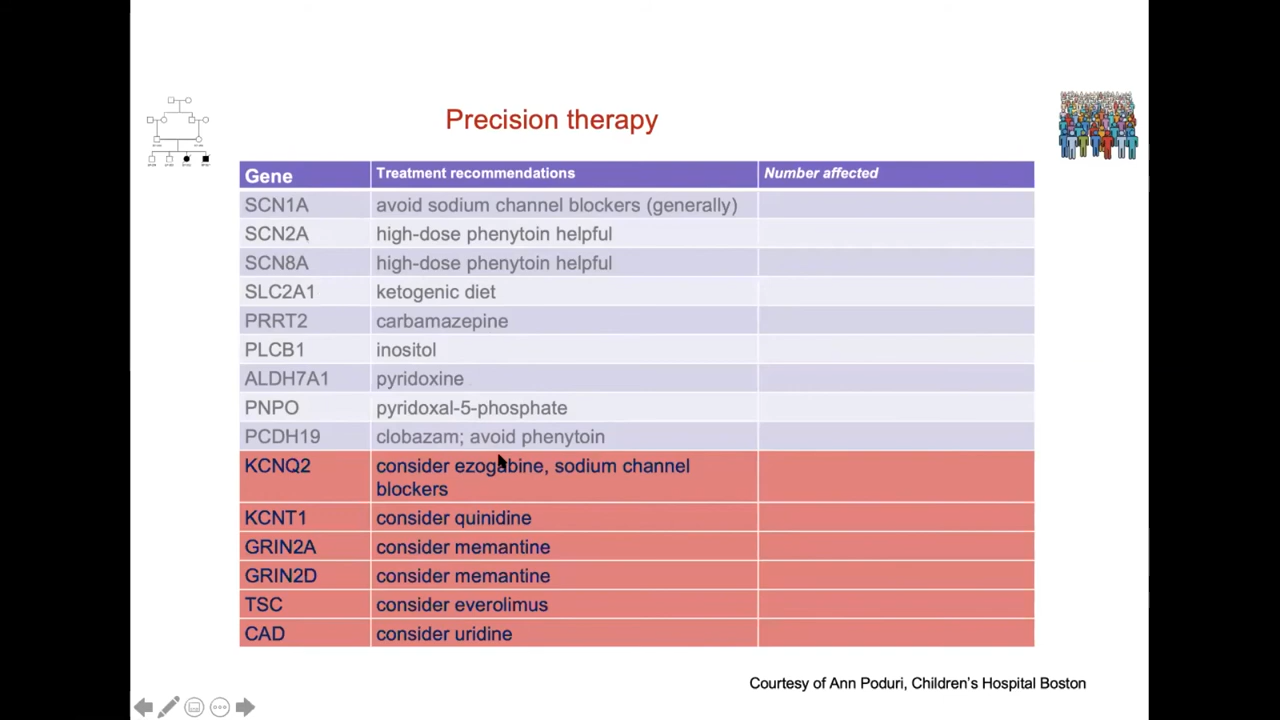 Precision therapy
Gene Treatment recommendations Number affected
SCN1A avoid sodium channel blockers (generally)
SCN2A high-dose phenytoin helpful
SCN8A high-dose phenytoin helpful
SLC2A1 ketogenic diet
PRRT2 carbamazepine
PLCB1 inositol
ALDH7A1 pyridoxine
PNPO pyridoxal-5-phosphate
PCDH19 clobazam; avoid phenytoin
KCNQ2 consider ezogabine, sodium channel
blockers
KCNT1 consider quinidine
GRIN2A consider memantine
GRIN2D consider memantine
TSC consider everolimus
CAD consider uridine
Courtesy of Ann Poduri, Children's Hospital Boston